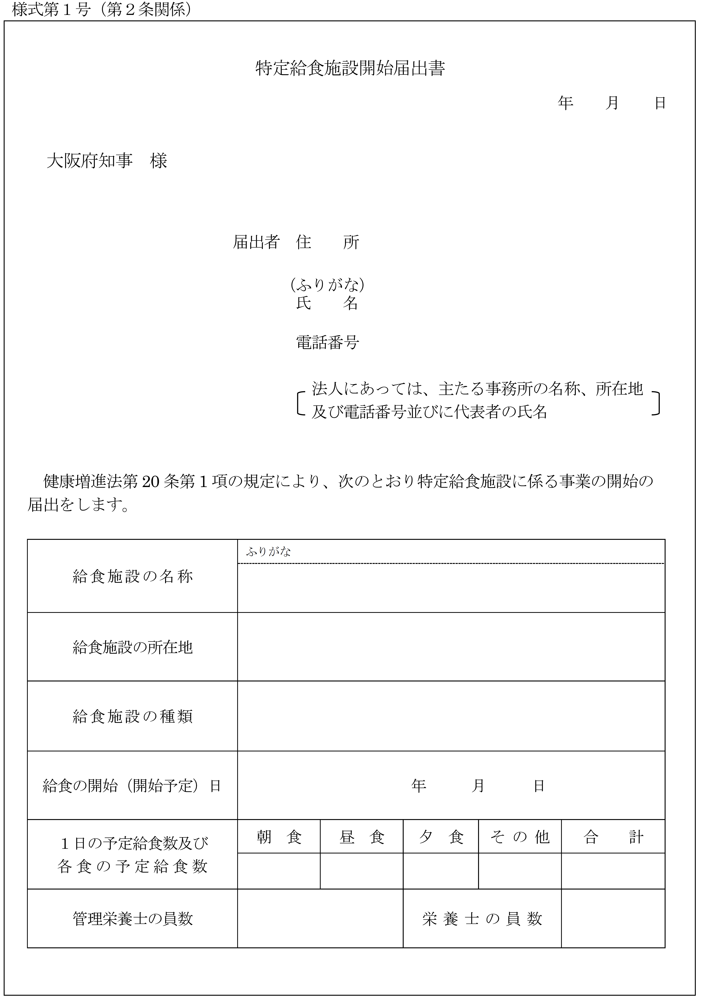 様式第１号（第２条関係）
特定給食施設開始届出書
年　　月　　日
大阪府知事　様
届出者　住　　所
（ふりがな）
氏　　名
電話番号
法人にあっては、主たる事務所の名称、所在地
及び電話番号並びに代表者の氏名
健康増進法第 20 条第 1 項の規定により、次のとおり特定給食施設に係る事業の開始の
届出をします。
ふりがな
給食施設の名称
給食施設の所在地
給食施設の種類
給食の開始（開始予定）日　年　　月　　日
１日の予定給食数及び
各食の予定給食数
朝　食　昼　食　夕　食　その他　合　計
管理栄養士の員数　栄養士の員数